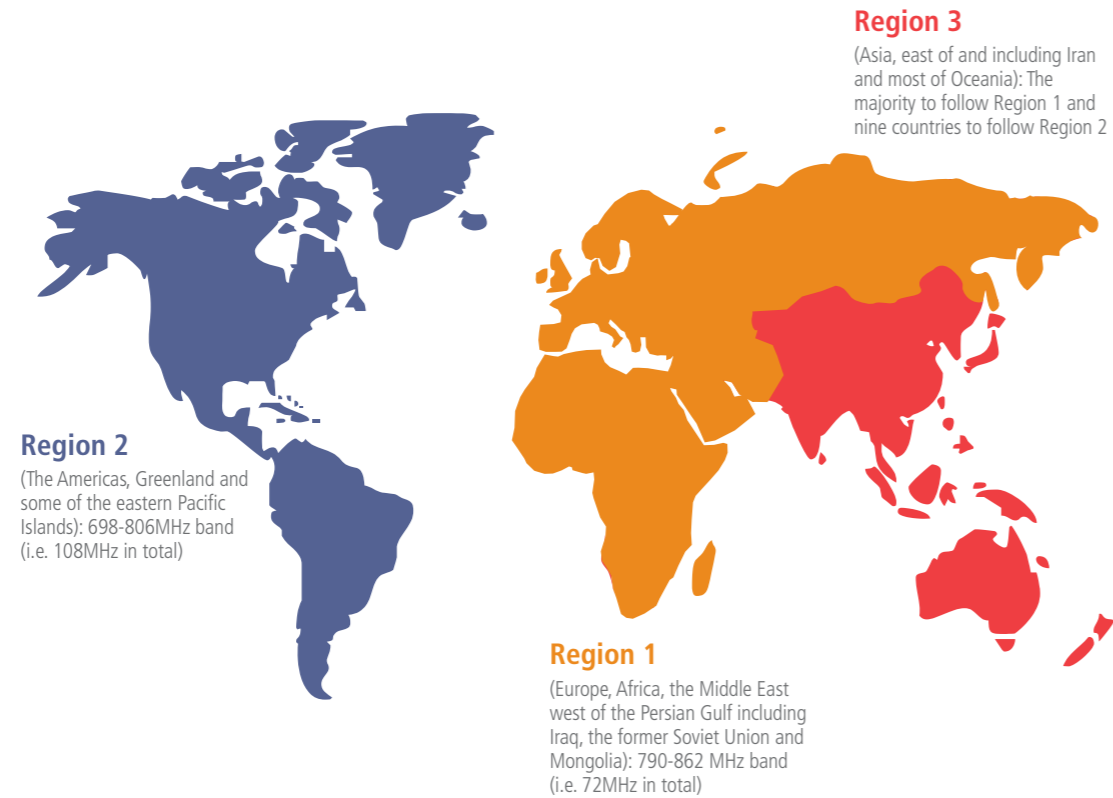 Region 3
(Asia, east of and including Iran
and most of Oceania): The
majority to follow Region 1 and
nine countries to follow Region 2
Region 2
(The Americas, Greenland and
some of the eastern Pacific
Islands): 698-806MHz band
(i.e. 108MHz in total)
Region 1
(Europe, Africa, the Middle East
west of the Persian Gulf including
Iraq, the former Soviet Union and
Mongolia): 790-862 MHz band
(i.e. 72MHz in total)